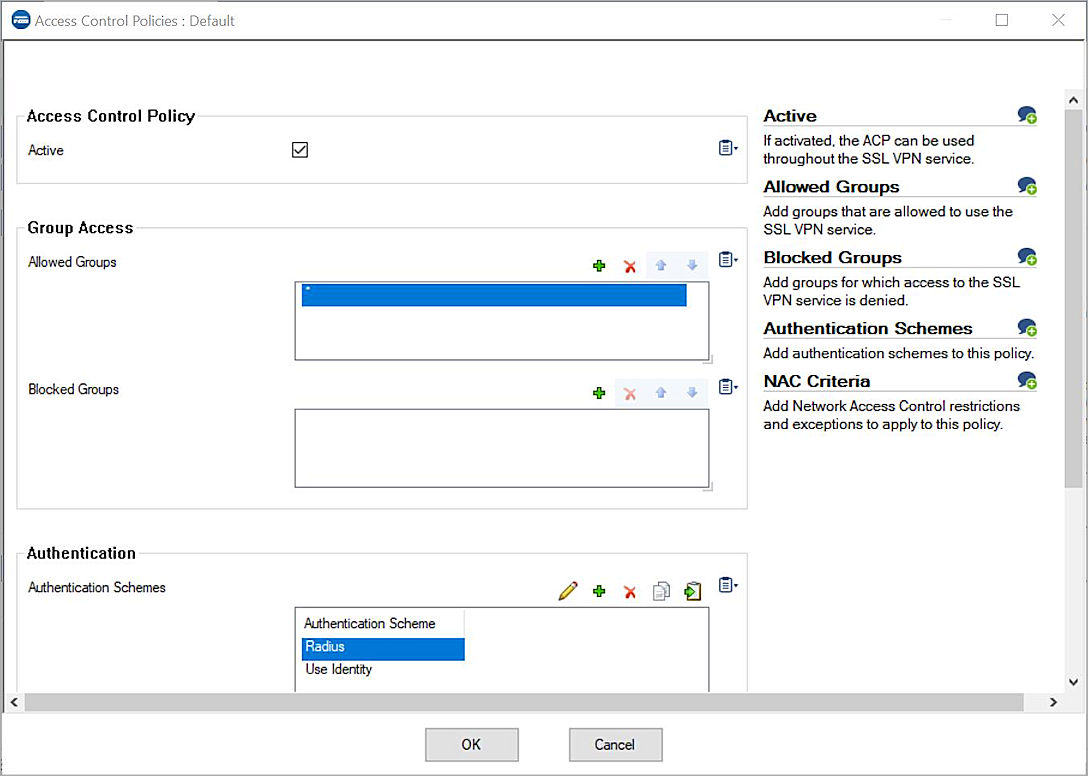 Access Control Policies : Default
Access Control Policy
Active
Group Access
Allowed Groups
*
Blocked Groups
Authentication
Authentication Schemes
Authentication Scheme
Radius
Use Identity
Active
If activated, the ACP can be used
throughout the SSL VPN service.
Allowed Groups
Add groups that are allowed to use the
SSL VPN service.
Blocked Groups
Add groups for which access to the SSL
VPN service is denied.
Authentication Schemes
Add authentication schemes to this policy.
NAC Criteria
Add Network Access Control restrictions
and exceptions to apply to this policy.
OK
Cancel